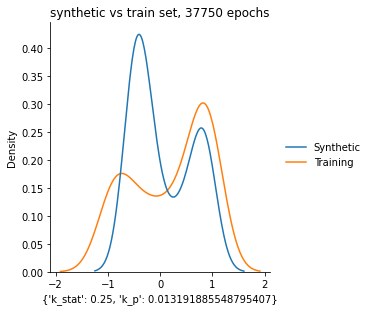 synthetic vs train set, 37750 epochs
0.40
0.35
0.30
0.25
0.20
0.15
0.10
0.05
0.00
Density
−2
−1
0
1
2
Synthetic
Training
{'k_stat': 0.25, 'k_p': 0.013191885548795407}